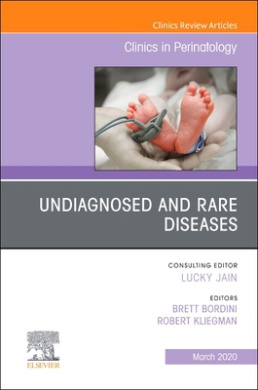 Clinics Review Articles
Clinics in Perinatology
UNDIAGNOSED AND RARE
DISEASES
CONSULTING EDITOR
LUCKY JAIN
EDITORS
BRETT BORDINI
ROBERT KLIEGMAN
ELSEVIER
March 2020